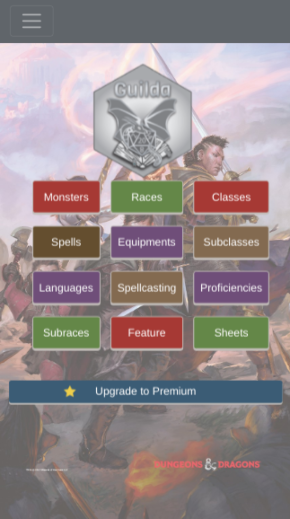 Guilda
Monsters Races Classes
Spells Equipments Subclasses
Languages Spellcasting Proficiencies
Subraces Feature Sheets
Upgrade to Premium
DUNGEONS & DRAGONS